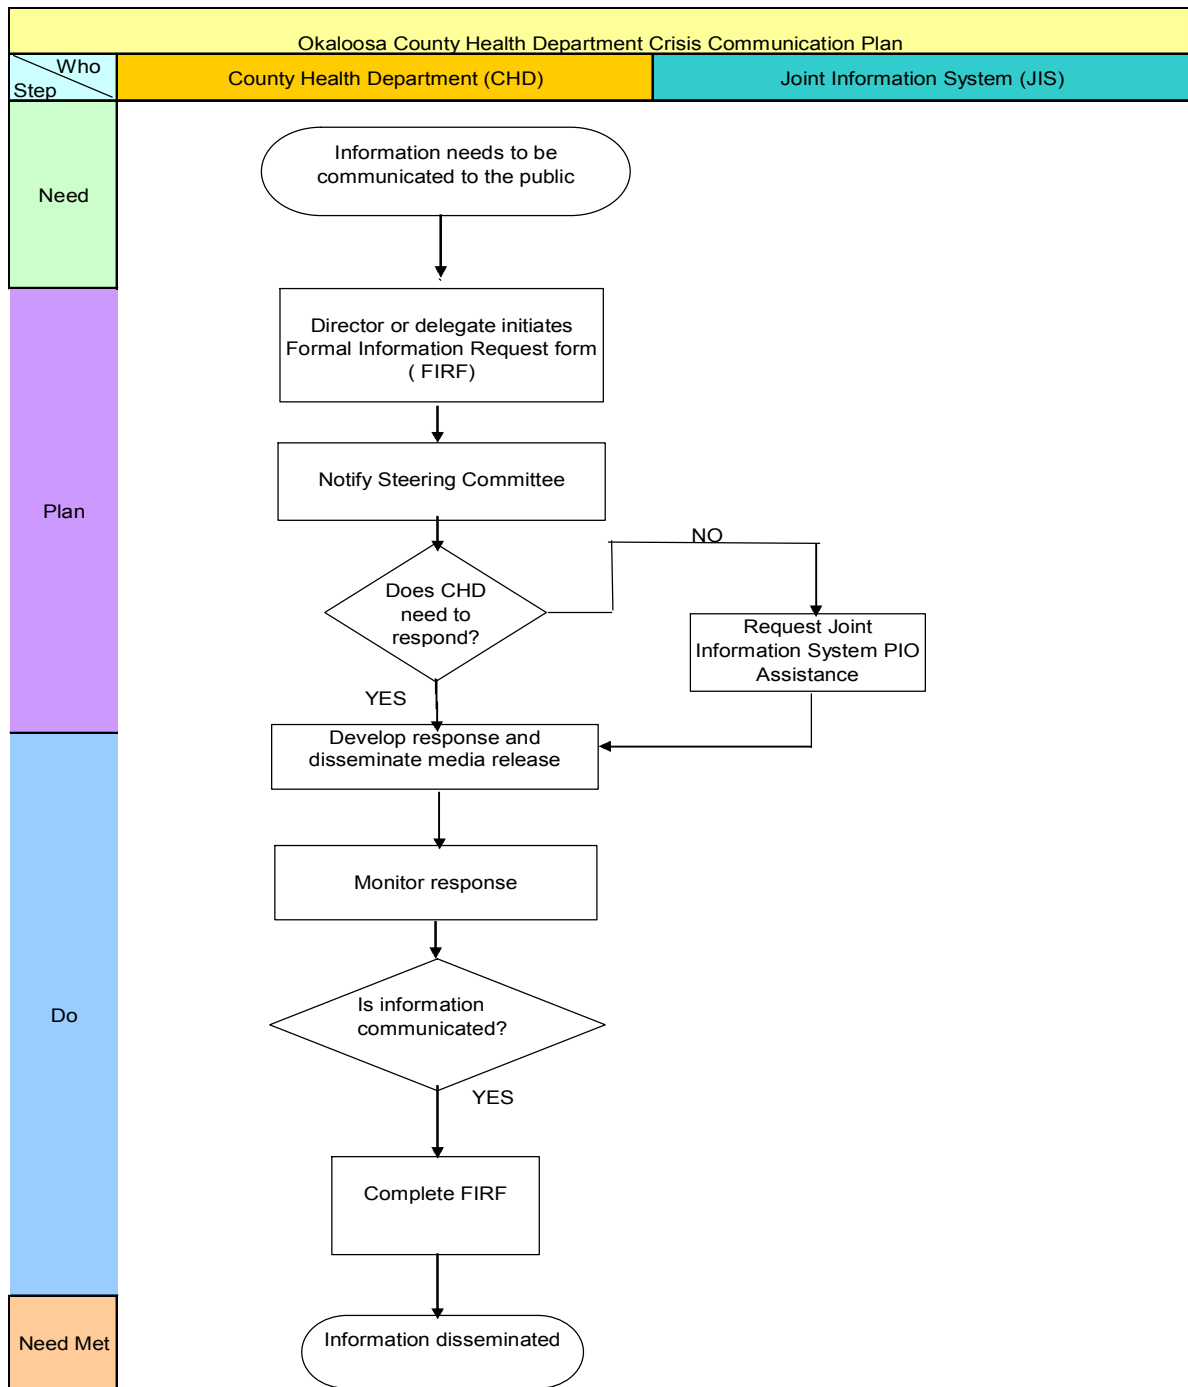 Okaloosa County Health Department Crisis Communication Plan
Who
Step
County Health Department (CHD)
Joint Information System (JIS)
Need
Information needs to be
communicated to the public
Plan
Director or delegate initiates
Formal Information Request form
( FIRF)
Notify Steering Committee
Does CHD
need to
respond?
NO
Request Joint
Information System PIO
Assistance
YES
Do
Develop response and
disseminate media release
Monitor response
Is information
communicated?
YES
Complete FIRF
Need Met
Information disseminated